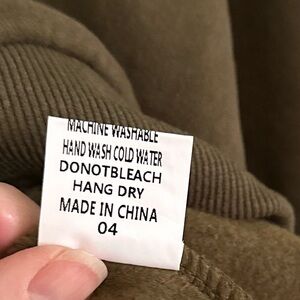 MACHINE WASHABLE
HAND WASH COLD WATER
DONOTBLEACH
HANG DRY
MADE IN CHINA
04